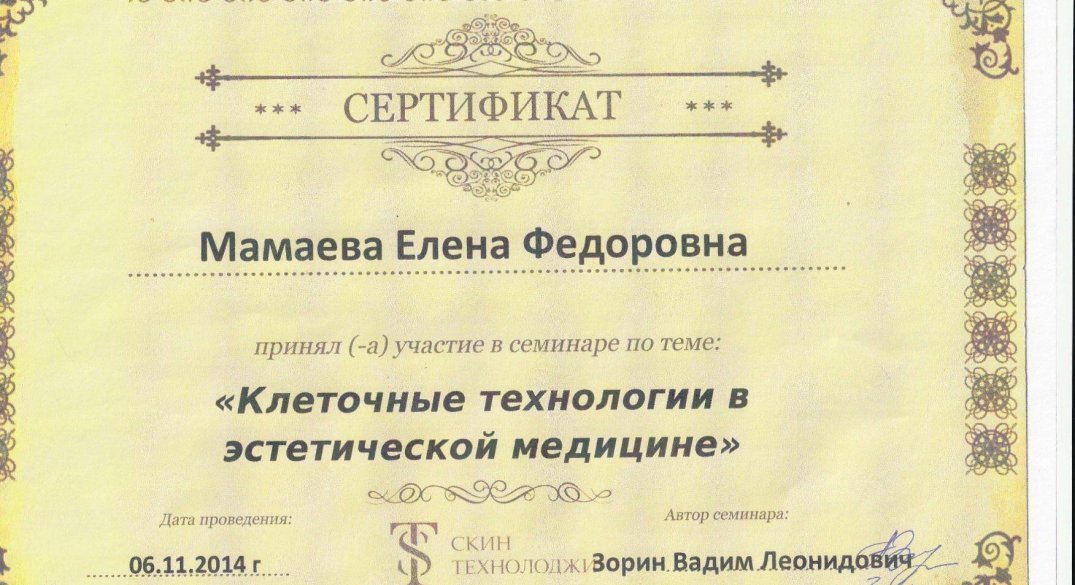 *** СЕРТИФИКАТ ***
Мамаева Елена Федоровна
принял (-а) участие в семинаре по теме:
«Клеточные технологии в
эстетической медицине»
Дата проведения:
Автор семинара:
06.11.2014 г
СКИН
ТЕХНОЛОДЖИ
Зорин Вадим Леонидович